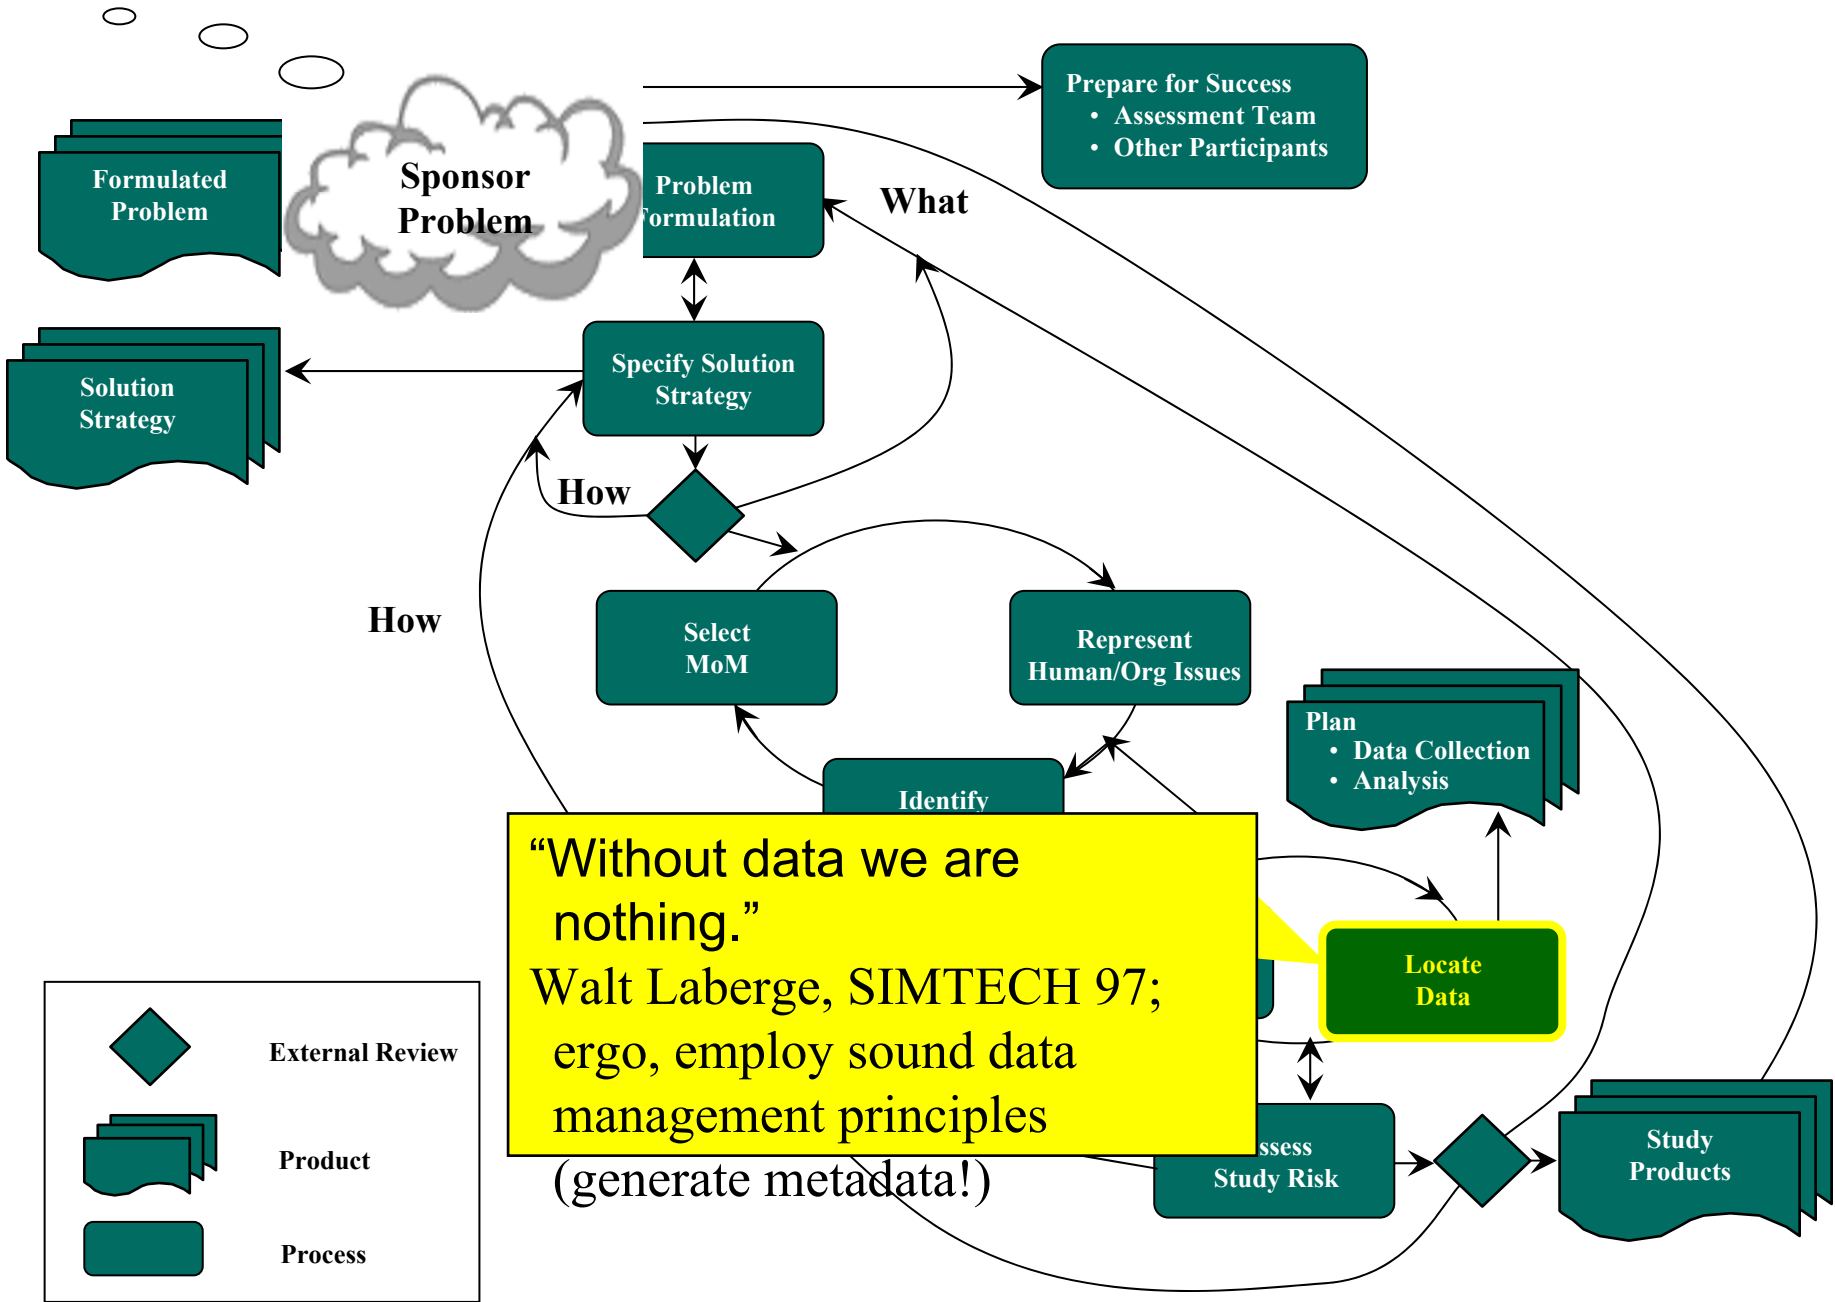 Prepare for Success
• Assessment Team
• Other Participants
Formulated
Problem
Sponsor
Problem
Problem
ormulation
What
Specify Solution
Strategy
Solution
Strategy
How
How
Select
MoM
Represent
Human/Org Issues
Plan
• Data Collection
• Analysis
Identify
“Without data we are
nothing.”
Walt Laberge, SIMTECH 97;
ergo, employ sound data
management principles
(generate metadata!)
Locate
Data
ssess
Study Risk
Study
Products
External Review
Product
Process